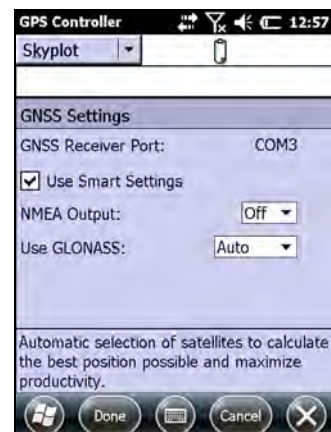 GPS Controller 12:57
Skyplot
GNSS Settings
GNSS Receiver Port: COM3
Use Smart Settings
NMEA Output: Off
Use GLONASS: Auto
Automatic selection of satellites to calculate
the best position possible and maximize
productivity.
Done Cancel